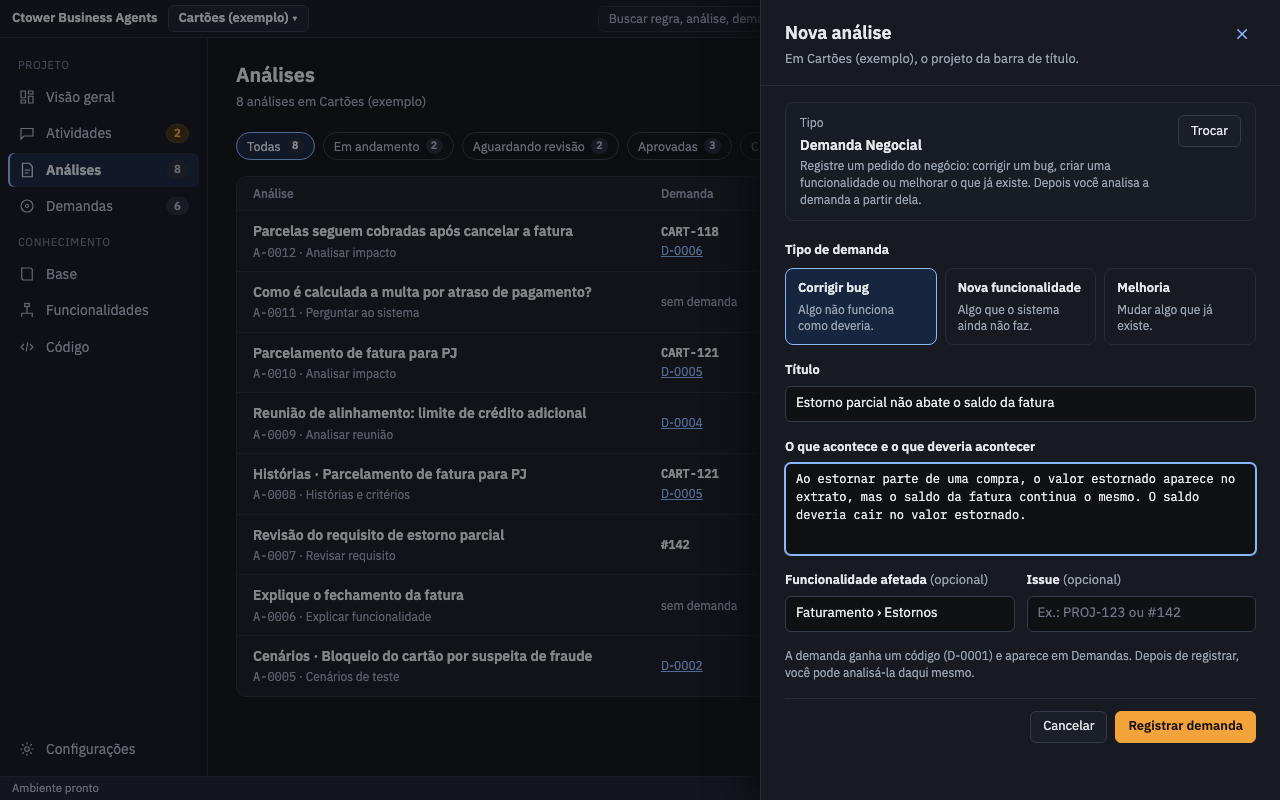 Ctower Business Agents
Cartões (exemplo) ▾
Buscar regra, análise, dem
PROJETO
Visão geral
Atividades 2
Análises 8
Demandas 6
CONHECIMENTO
Base
Funcionalidades
Código
Configurações
Ambiente pronto
Análises
8 análises em Cartões (exemplo)
Todas 8
Em andamento 2
Aguardando revisão 2
Aprovadas 3
C
Análise Demanda
Parcelas seguem cobradas após cancelar a fatura
A-0012 · Analisar impacto
CART-118
D-0006
Como é calculada a multa por atraso de pagamento?
A-0011 · Perguntar ao sistema
sem demanda
Parcelamento de fatura para PJ
A-0010 · Analisar impacto
CART-121
D-0005
Reunião de alinhamento: limite de crédito adicional
A-0009 · Analisar reunião
D-0004
Histórias · Parcelamento de fatura para PJ
A-0008 · Histórias e critérios
CART-121
D-0005
Revisão do requisito de estorno parcial
A-0007 · Revisar requisito
#142
Explique o fechamento da fatura
A-0006 · Explicar funcionalidade
sem demanda
Cenários · Bloqueio do cartão por suspeita de fraude
A-0005 · Cenários de teste
D-0002
Nova análise
Em Cartões (exemplo), o projeto da barra de título.
Tipo
Demanda Negocial
Registre um pedido do negócio: corrigir um bug, criar uma
funcionalidade ou melhorar o que já existe. Depois você analisa a
demanda a partir dela.
Trocar
Tipo de demanda
Corrigir bug
Algo não funciona
como deveria.
Nova funcionalidade
Algo que o sistema
ainda não faz.
Melhoria
Mudar algo que já
existe.
Título
Estorno parcial não abate o saldo da fatura
O que acontece e o que deveria acontecer
Ao estornar parte de uma compra, o valor estornado aparece no
extrato, mas o saldo da fatura continua o mesmo. O saldo
deveria cair no valor estornado.
Funcionalidade afetada (opcional)
Faturamento › Estornos
Issue (opcional)
Ex.: PROJ-123 ou #142
A demanda ganha um código (D-0001) e aparece em Demandas. Depois de registrar,
você pode analisá-la daqui mesmo.
Cancelar
Registrar demanda